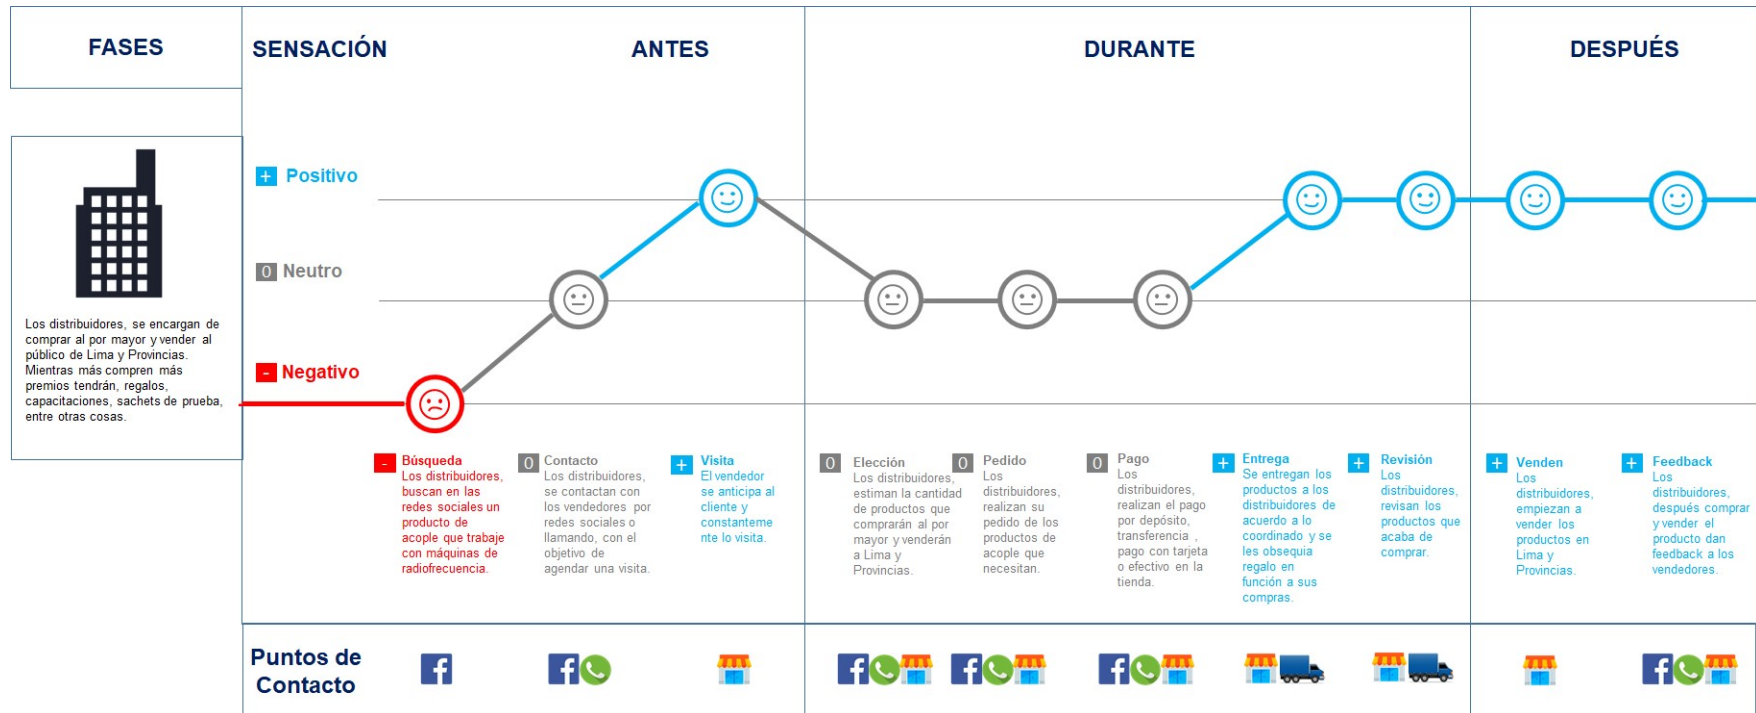 FASES
SENSACIÓN
ANTES
DURANTE
DESPUÉS
+ Positivo
0 Neutro
- Negativo
Los distribuidores, se encargan de
comprar al por mayor y vender al
público de Lima y Provincias.
Mientras más compren más
premios tendrán, regalos,
capacitaciones, sachets de prueba,
entre otras cosas.
- Búsqueda
Los distribuidores,
buscan en las
redes sociales un
producto de
acople que trabaje
con máquinas de
radiofrecuencia.
0 Contacto
Los distribuidores,
se contactan con
los vendedores por
redes sociales o
llamando, con el
objetivo de
agendar una visita.
+ Visita
El vendedor
se anticipa al
cliente y
constanteme
nte lo visita.
0 Elección
Los distribuidores,
estiman la cantidad
de productos que
comprarán al por
mayor y venderán
a Lima y
Provincias.
0 Pedido
Los
distribuidores,
realizan su
pedido de los
productos de
acople que
necesitan.
0 Pago
Los
distribuidores,
realizan el pago
por depósito,
transferencia ,
pago con tarjeta
o efectivo en la
tienda.
+ Entrega
Se entregan los
productos a los
distribuidores de
acuerdo a lo
coordinado y se
les obsequia
regalo en
función a sus
compras.
+ Revisión
Los
distribuidores,
revisan los
productos que
acaba de
comprar.
+ Venden
Los
distribuidores,
empiezan a
vender los
productos en
Lima y
Provincias.
+ Feedback
Los
distribuidores,
después comprar
y vender el
producto dan
feedback a los
vendedores.
Puntos de
Contacto